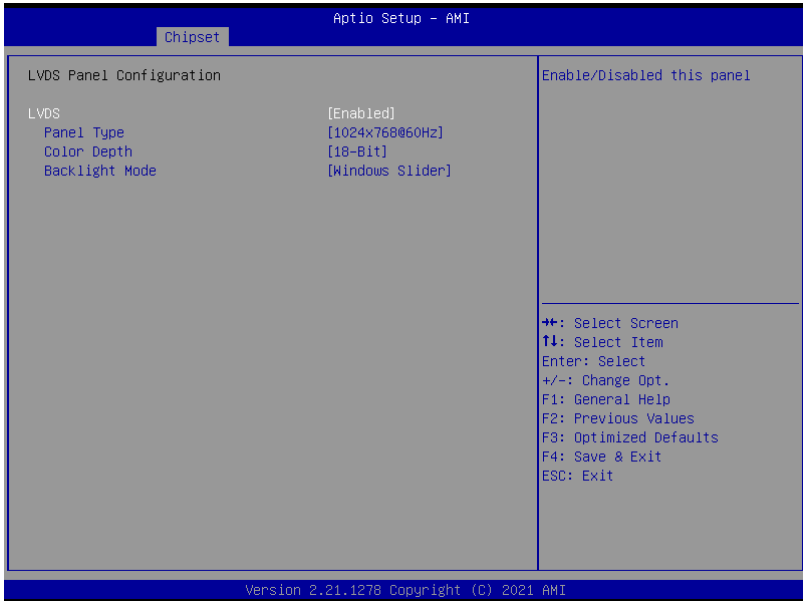 Aptio Setup – AMI
Chipset
LVDS Panel Configuration
LVDS [Enabled]
Panel Type [1024x768@60Hz]
Color Depth [18-Bit]
Backlight Mode [Windows Slider]
Enable/Disabled this panel
→←: Select Screen
↑↓: Select Item
Enter: Select
+/-: Change Opt.
F1: General Help
F2: Previous Values
F3: Optimized Defaults
F4: Save & Exit
ESC: Exit
Version 2.21.1278 Copyright (C) 2021 AMI